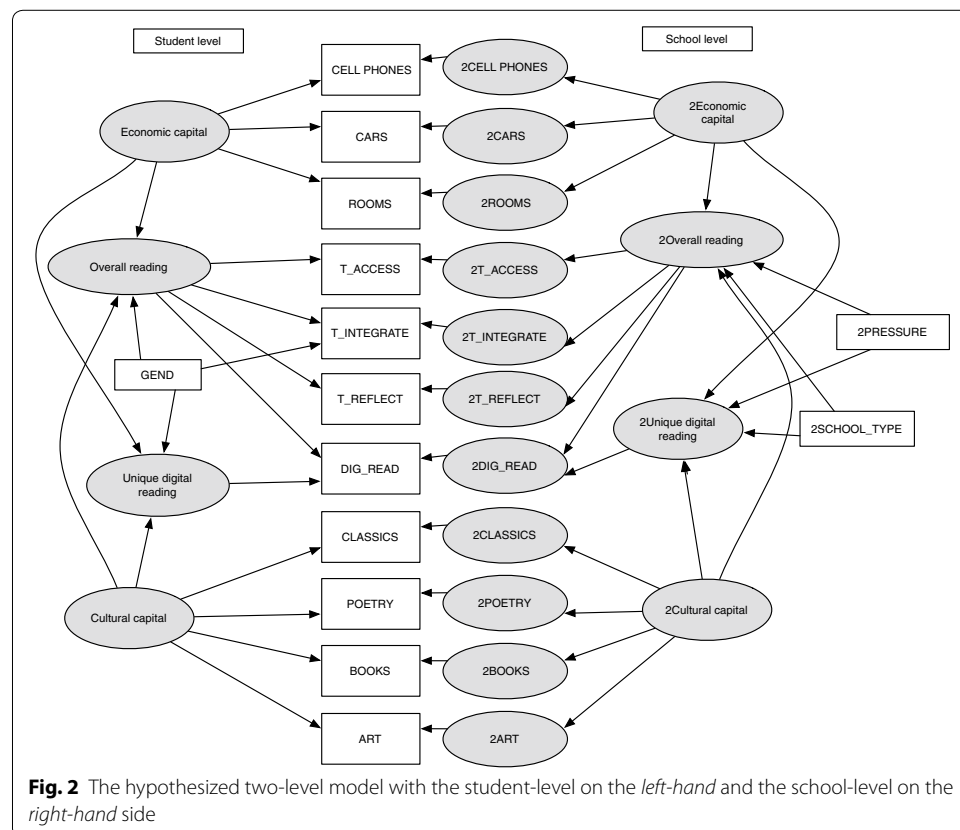 Student level
School level
CELL PHONES
2CELL PHONES
Economic capital
CARS
2CARS
2Economic
capital
ROOMS
2ROOMS
Overall reading
T_ACCESS
2T_ACCESS
2Overall reading
T_INTEGRATE
2T_INTEGRATE
2PRESSURE
GEND
T_REFLECT
2T_REFLECT
2Unique digital
reading
2SCHOOL_TYPE
Unique digital
reading
DIG_READ
2DIG_READ
CLASSICS
2CLASSICS
Cultural capital
POETRY
2POETRY
2Cultural capital
BOOKS
2BOOKS
ART
2ART
Fig. 2 The hypothesized two-level model with the student-level on the left-hand and the school-level on the
right-hand side